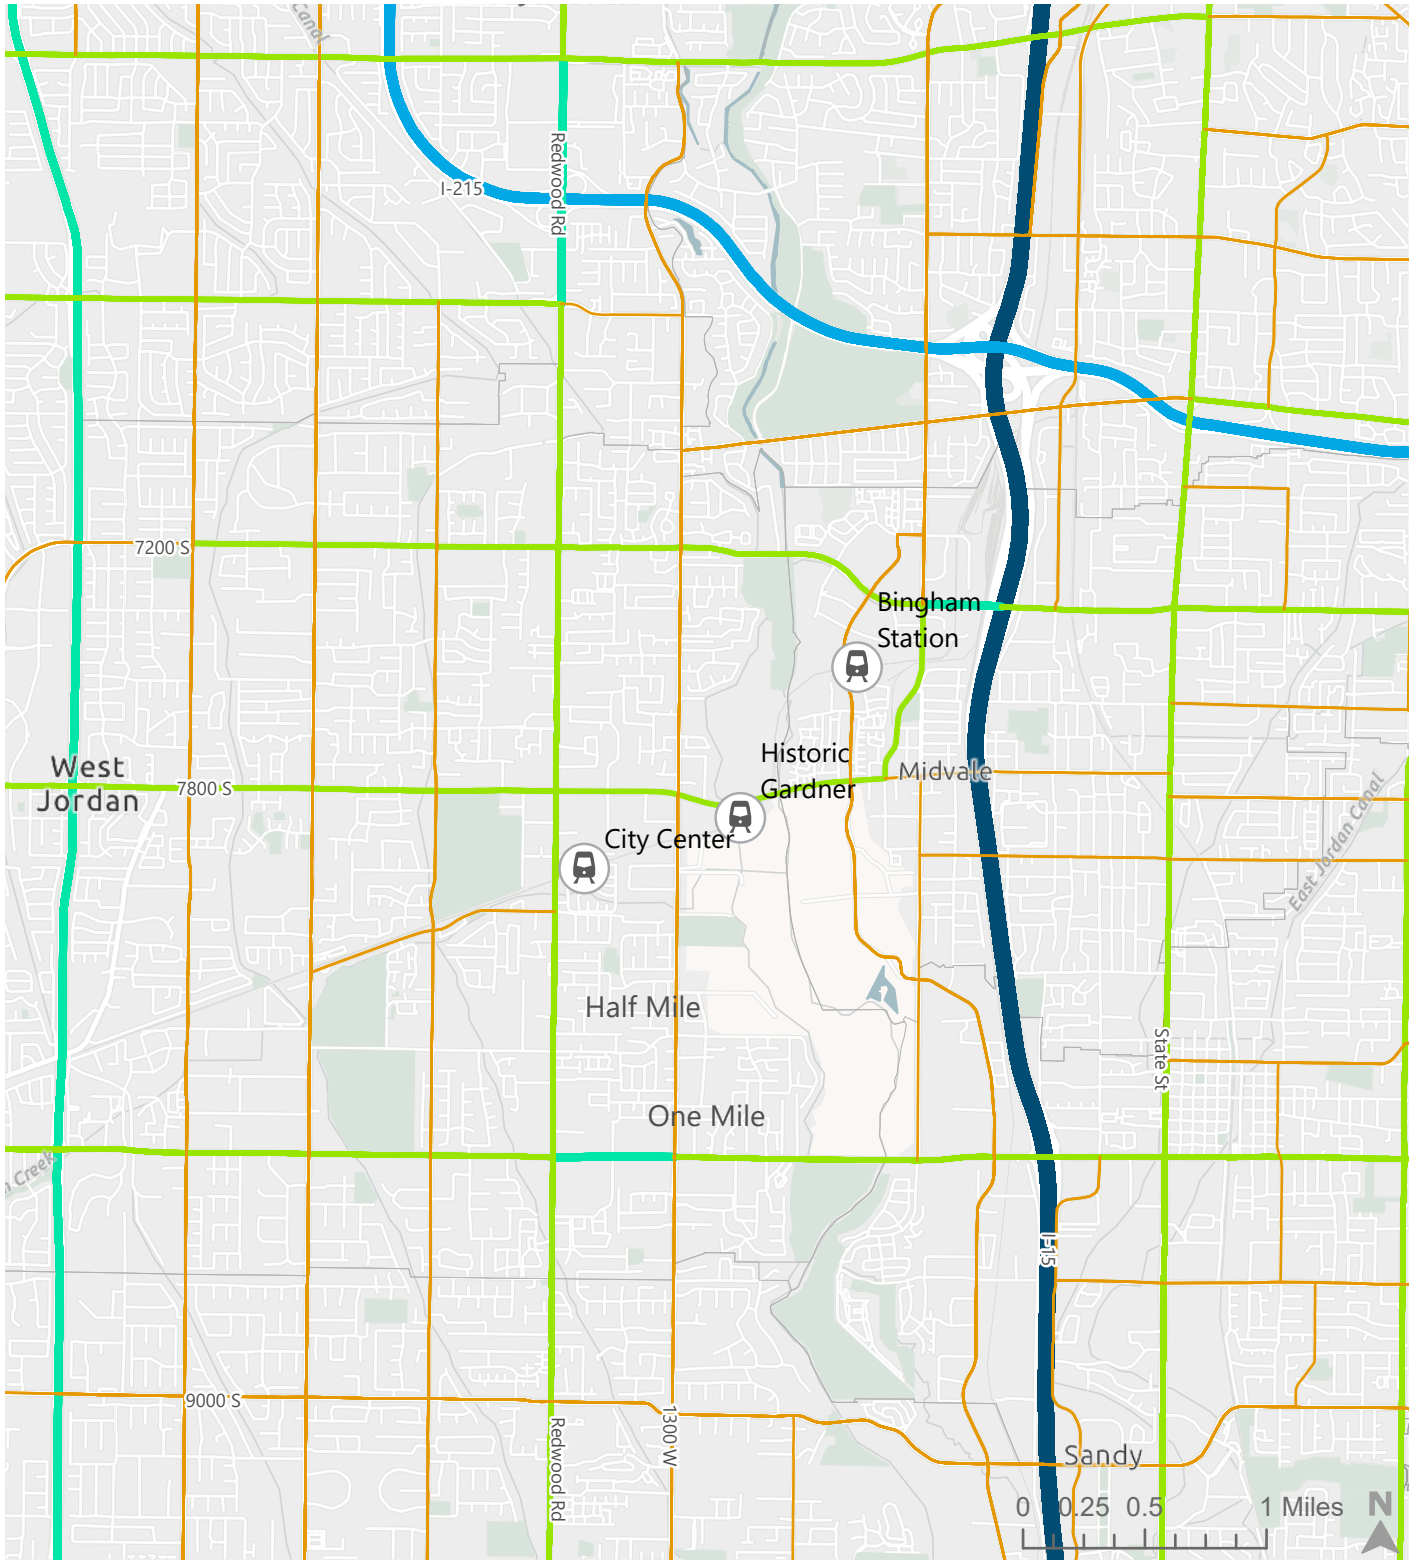 Canal
Redwood Rd
I-215
7200 S
Bingham
Station
Historic
Gardner
West
Jordan
7800 S
Midvale
City Center
East Jordan Canal
Half Mile
State St
One Mile
Creek
I-15
9000 S
1300 W
Redwood Rd
Sandy
0 0.25 0.5 1 Miles
N